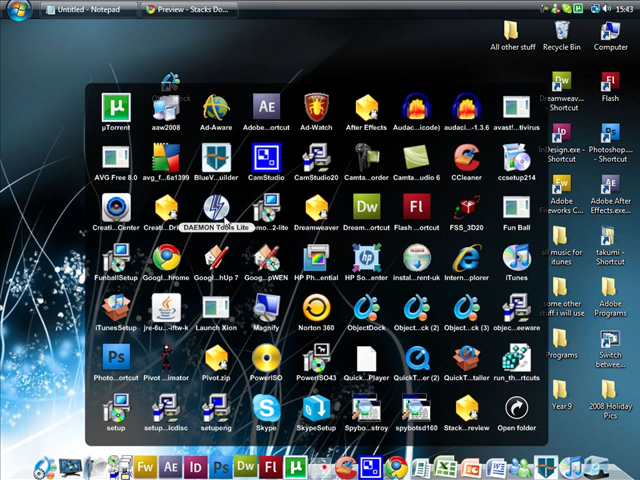 Untitled - Notepad
Preview - Stacks Do...
15:43
All other stuff
Recycle Bin
Computer
µTorrent
aaw2008
Ad-Aware
Adobe...ortcut
Ad-Watch
After Effects
Audac...icode)
audaci...-1.3.6
avast!...tivirus
Dreamweav...
Shortcut
Flash
AVG Free 8.0
avg_f...6a1399
BlueV...uilder
CamStudio
CamStudio20
Camta...order
Camta...udio 6
CCleaner
ccsetup214
InDesign.exe -
Shortcut
Photoshop....
Shortcut
Creati...Center
Creati...Dri
DAEMON Tools Lite
...2-lite
Dreamweaver
Dream...ortcut
Flash ...ortcut
FSS_3D20
Fun Ball
Adobe
Fireworks C...
Adobe After
Effects.exe...
FunballSetup
Googl...hrome
Googl...hUp 7
Googl...pWEN
HP Ph...ential
HP So...enter
instal...rent-uk
Intern...plorer
iTunes
all music for
itunes
takumi -
Shortcut
iTunesSetup
jre-6u...iftw-k
Launch Xion
Magnify
Norton 360
ObjectDock
Object...ck (2)
Object...ck (3)
object...eeware
some other
stuff i will use
Adobe
Programs
Photo...ortcut
Pivot ...imator
Pivot.zip
PowerISO
PowerISO43
Quick...Player
QuickT...er (2)
QuickT...taller
run_th...rtcuts
Programs
Switch
between...
setup
setup...icdisc
setupeng
Skype
SkypeSetup
Spybo...stroy
spybotsd160
Stack...review
Open folder
Year 9
2008 Holiday
Pics